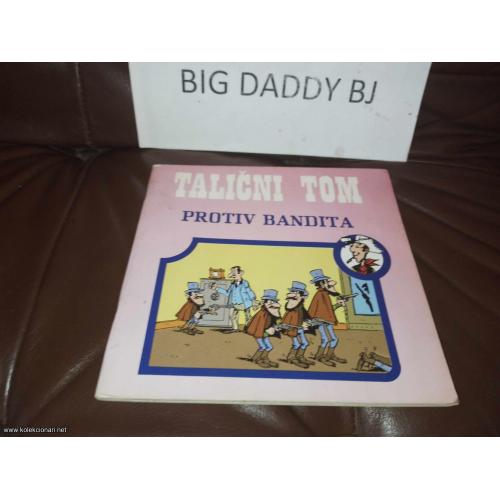 BIG DADDY BJ
TALIČNI TOM
PROTIV BANDITA
www.kolekcionari.net